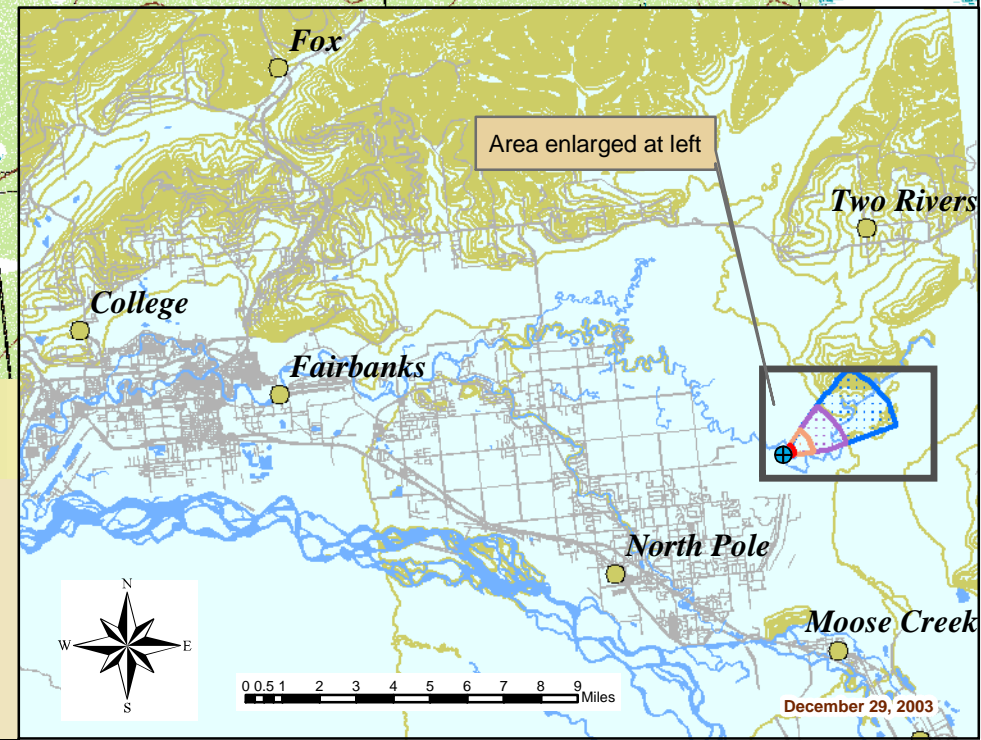 Fox
Area enlarged at left
Two Rivers
College
Fairbanks
North Pole
Moose Creek
N
W E
S
0 0.5 1 2 3 4 5 6 7 8 9
Miles
December 29, 2003